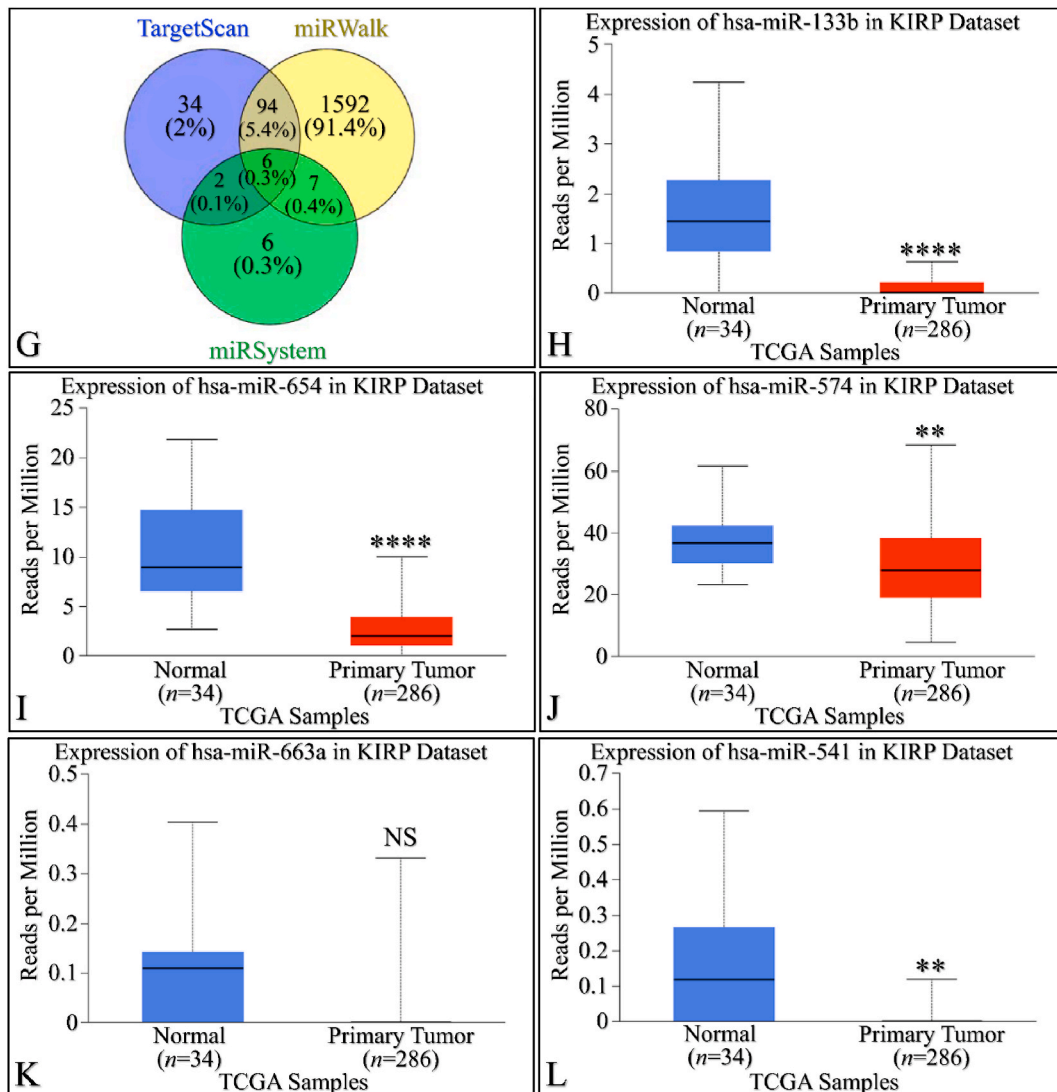 TargetScan miRWalk
34
(2%)
94
(5.4%)
1592
(91.4%)
6
(0.3%)
2
(0.1%)
7
(0.4%)
6
(0.3%)
miRSystem
G
Expression of hsa-miR-133b in KIRP Dataset
Reads per Million
5
4
3
2
1
0
****
Normal
(n=34)
Primary Tumor
(n=286)
TCGA Samples
H
Expression of hsa-miR-654 in KIRP Dataset
Reads per Million
25
20
15
10
5
0
****
Normal
(n=34)
Primary Tumor
(n=286)
TCGA Samples
I
Expression of hsa-miR-574 in KIRP Dataset
Reads per Million
80
60
40
20
0
**
Normal
(n=34)
Primary Tumor
(n=286)
TCGA Samples
J
Expression of hsa-miR-663a in KIRP Dataset
Reads per Million
0.5
0.4
0.3
0.2
0.1
0
NS
Normal
(n=34)
Primary Tumor
(n=286)
TCGA Samples
K
Expression of hsa-miR-541 in KIRP Dataset
Reads per Million
0.7
0.6
0.5
0.4
0.3
0.2
0.1
0
**
Normal
(n=34)
Primary Tumor
(n=286)
TCGA Samples
L